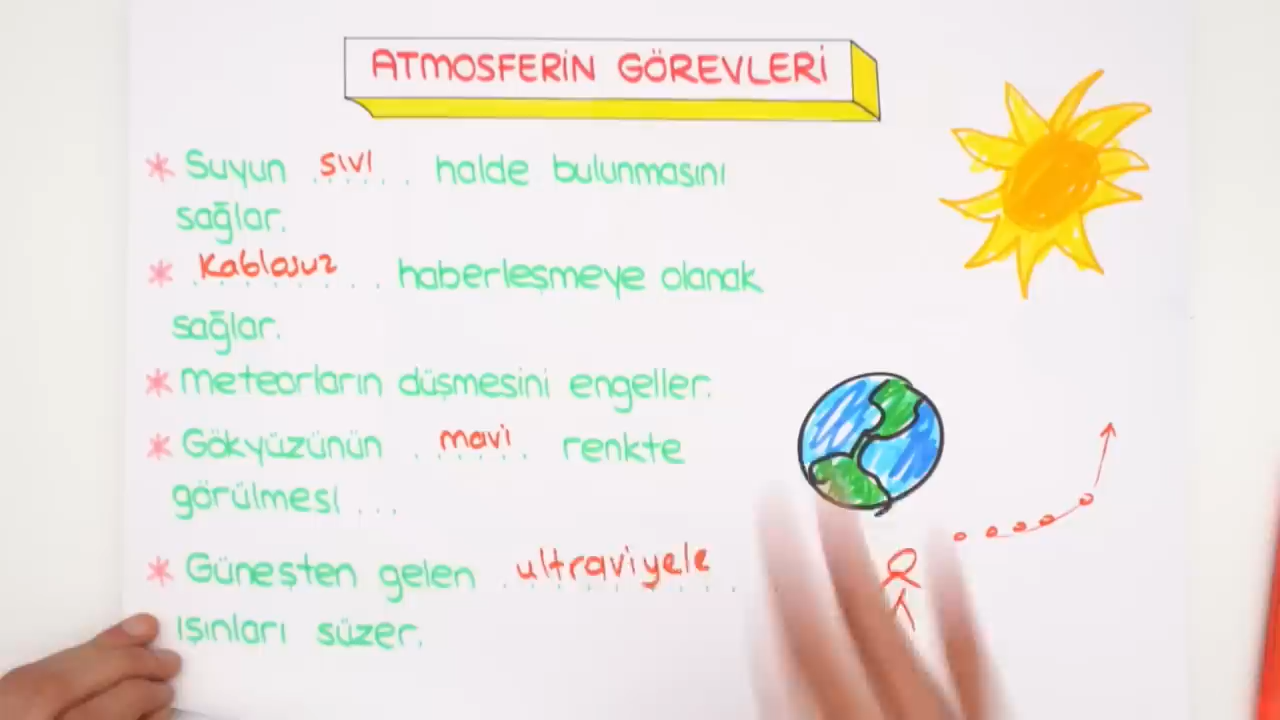 ATMOSFERİN GÖREVLERİ
* Suyun sıvı halde bulunmasını
sağlar.
* Kablosuz haberleşmeye olanak
sağlar.
* meteorların düşmesini engeller.
* Gökyüzünün mavi renkte
görülmesi ...
* Güneşten gelen ultraviyele
ışınları süzer.